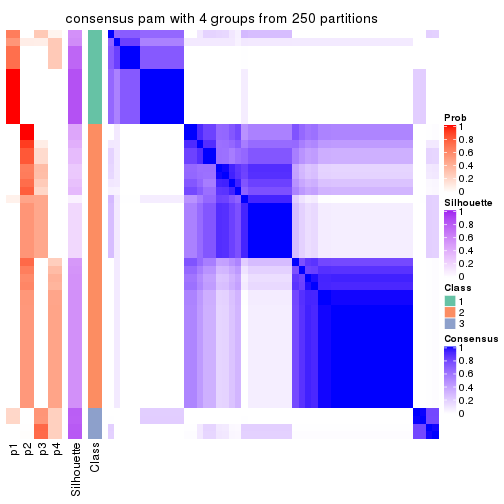 consensus pam with 4 groups from 250 partitions
Prob
1
0.8
0.6
0.4
0.2
0
Silhouette
1
0.8
0.6
0.4
0.2
0
Class
1
2
3
Consensus
1
0.8
0.6
0.4
0.2
0
p1
p2
p3
p4
Silhouette
Class